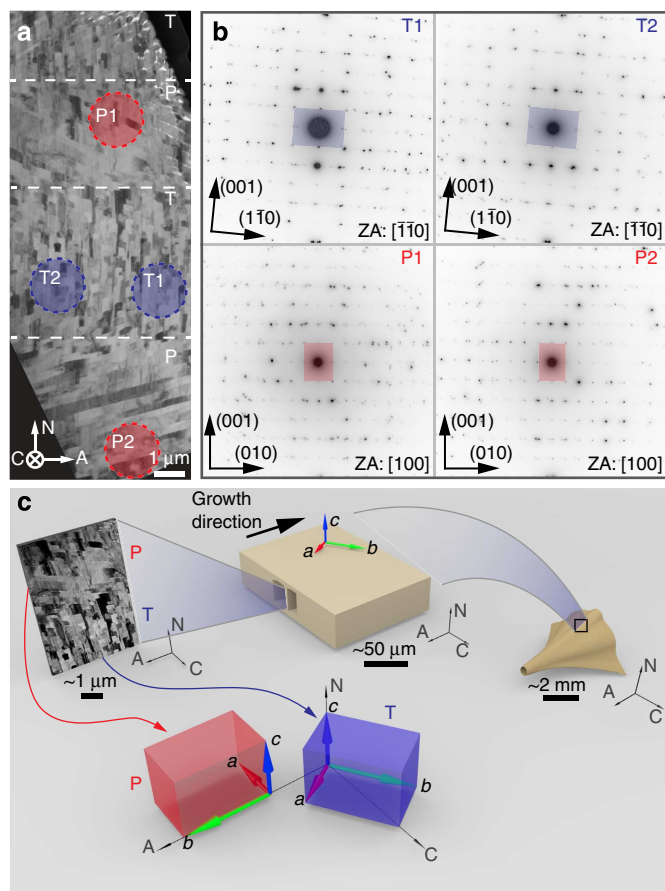 a
T
P
P1
T
T2
T1
P
N
C
A
P2
1 μm
b
T1
(001)
(11̄0)
ZA: [1̄1̄0]
T2
(001)
(11̄0)
ZA: [1̄1̄0]
P1
(001)
(010)
ZA: [100]
P2
(001)
(010)
ZA: [100]
c
Growth
direction
c
a
b
P
T
N
A
C
~1 μm
N
A
C
~50 μm
N
A
C
~2 mm
P
c
a
b
A
N
c
T
a
b
C